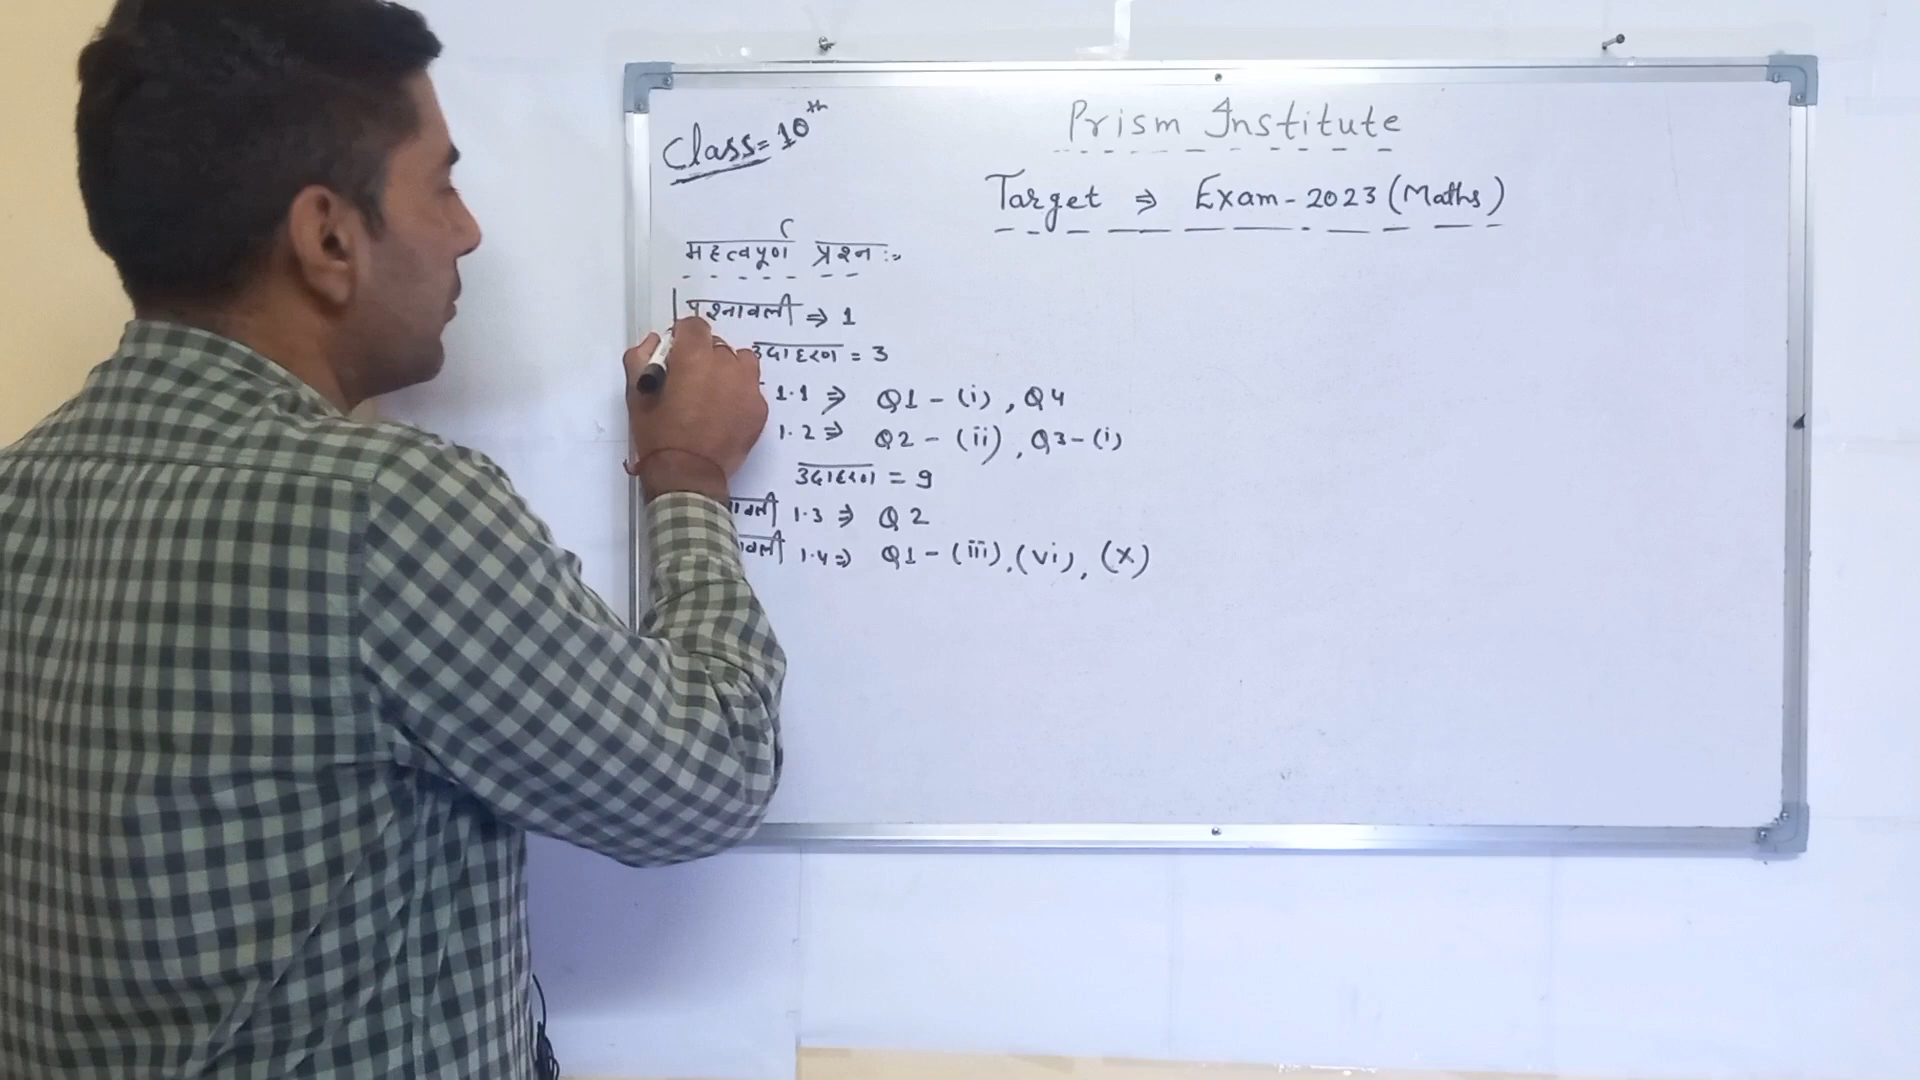 Class = 10th
Prism Institute
Target ⇒ Exam - 2023 (Maths)
महत्वपूर्ण प्रश्न :-
प्रश्नावली ⇒ 1
उदाहरण = 3
1.1 ⇒ Q1 - (i) , Q4
1.2 ⇒ Q2 - (ii) , Q3 - (i)
उदाहरण = 9
1.3 ⇒ Q2
1.4 ⇒ Q1 - (iii) , (vi) , (x)